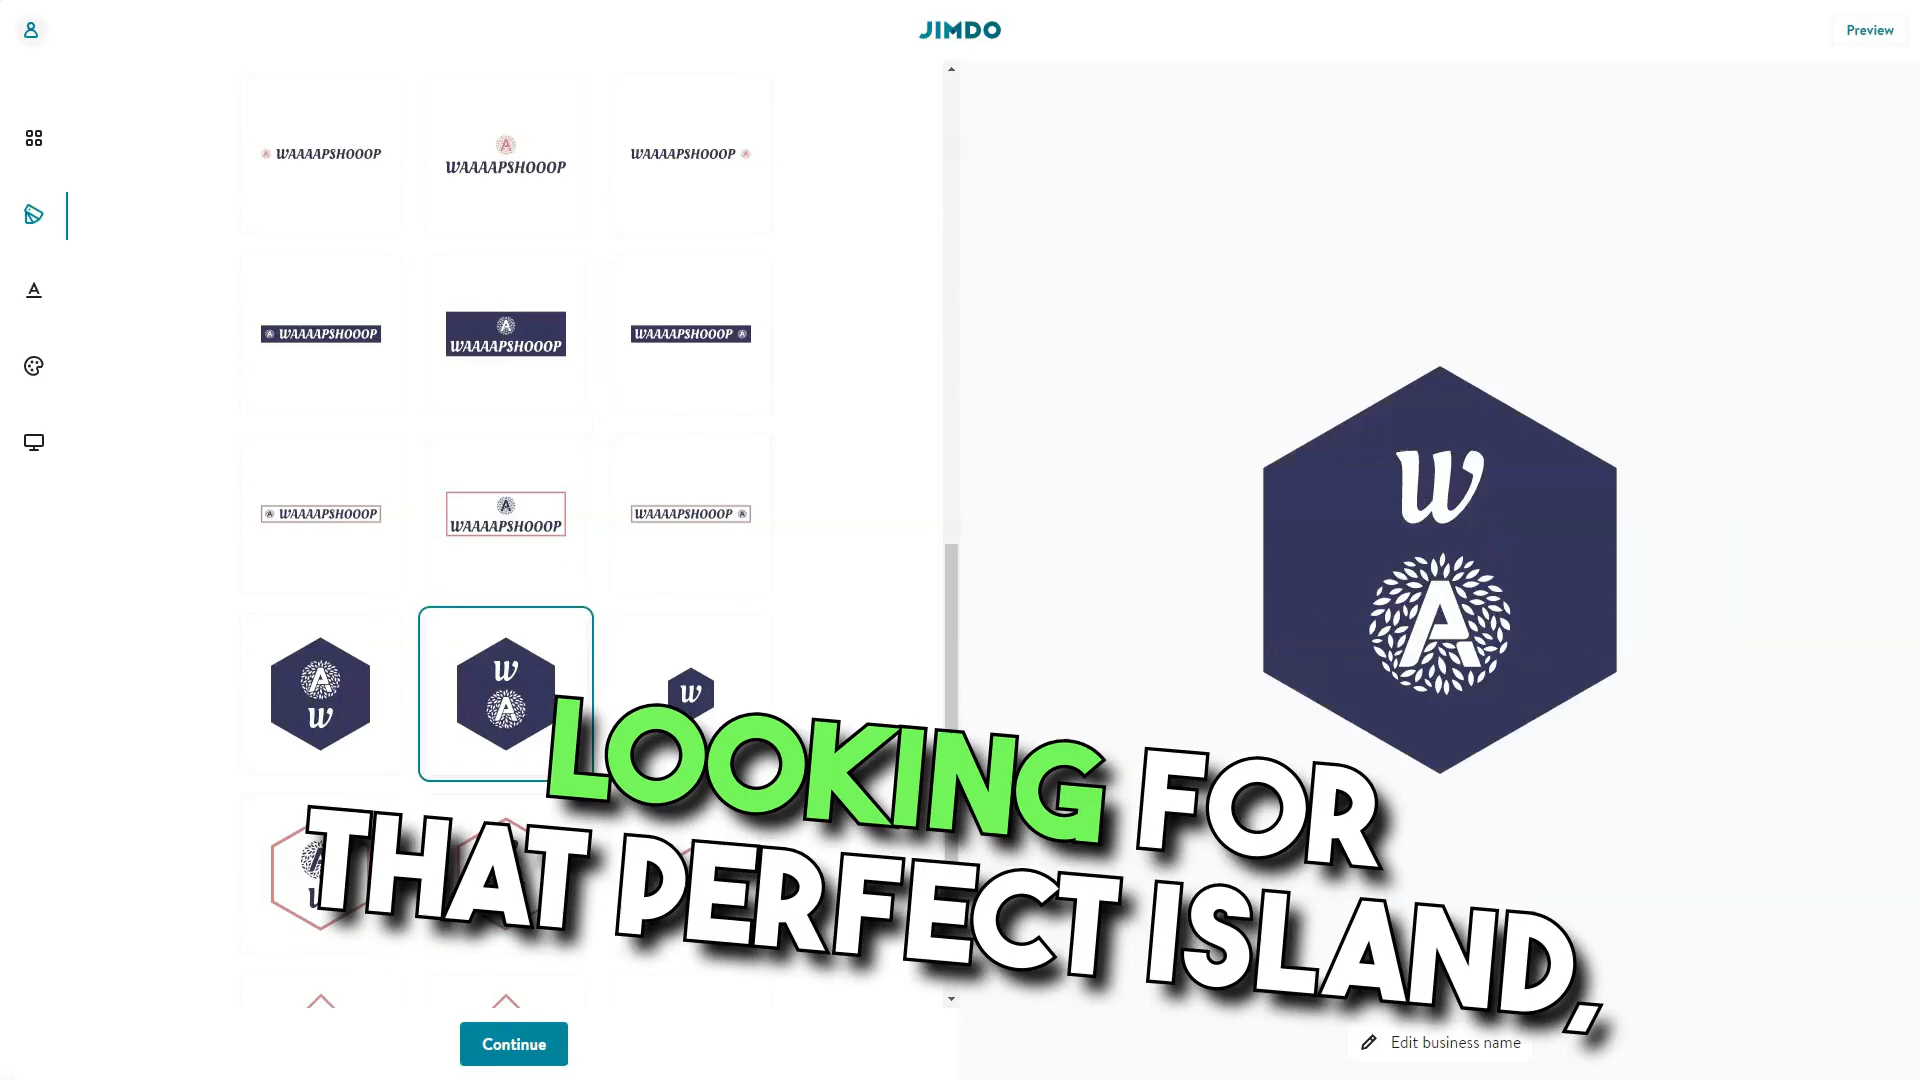 JIMDO
Preview
A WAAAAPSHOOOP
A
WAAAAPSHOOOP
WAAAAPSHOOOP A
A WAAAAPSHOOOP
A
WAAAAPSHOOOP
WAAAAPSHOOOP A
A WAAAAPSHOOOP
A
WAAAAPSHOOOP
WAAAAPSHOOOP A
A
W
W
A
W
W
A
LOOKING FOR
THAT PERFECT ISLAND,
Continue
Edit business name